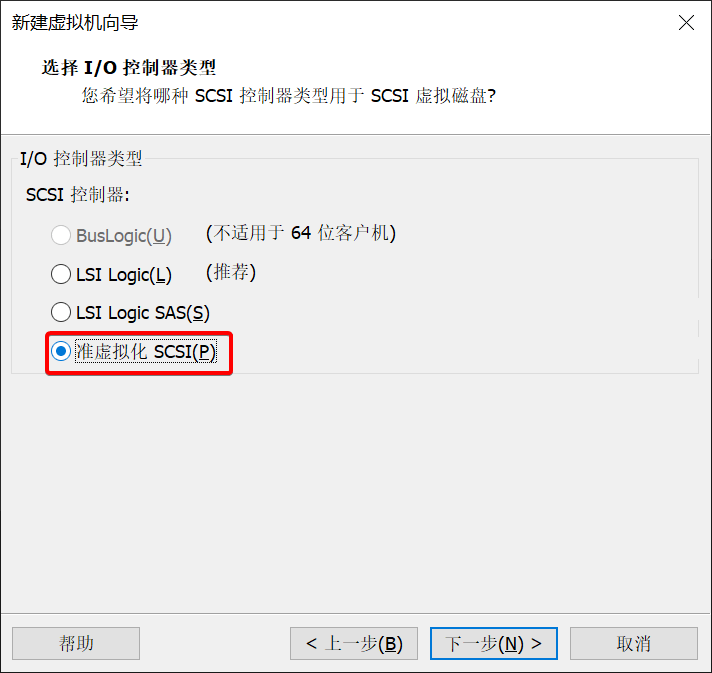 新建虚拟机向导
选择 I/O 控制器类型
您希望将哪种 SCSI 控制器类型用于 SCSI 虚拟磁盘?
I/O 控制器类型
SCSI 控制器:
BusLogic(U) (不适用于 64 位客户机)
LSI Logic(L) (推荐)
LSI Logic SAS(S)
准虚拟化 SCSI(P)
帮助 < 上一步(B) 下一步(N) > 取消